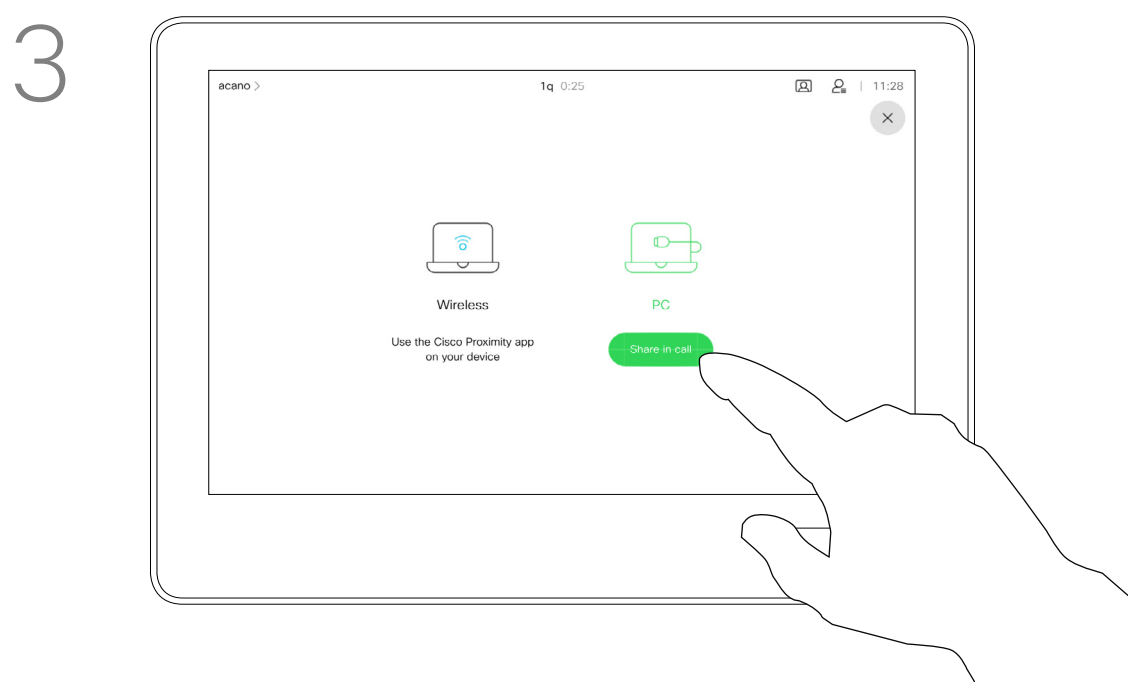 3
acano >
1q 0:25
11:28
Wireless
PC
Use the Cisco Proximity app
on your device
Share in call